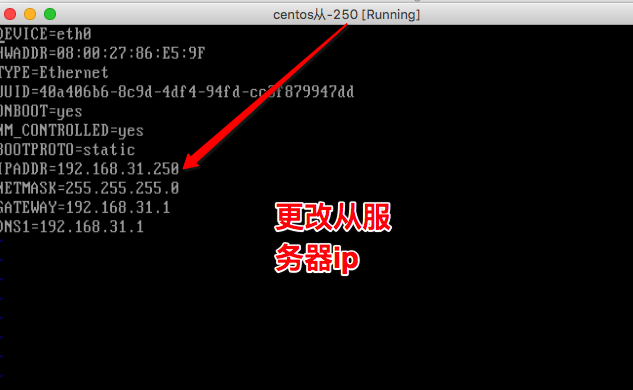 centos从-250 [Running]
DEVICE=eth0
HWADDR=08:00:27:86:E5:9F
TYPE=Ethernet
UUID=40a406b6-8c9d-4df4-94fd-cc3f879947dd
ONBOOT=yes
NM_CONTROLLED=yes
BOOTPROTO=static
IPADDR=192.168.31.250
NETMASK=255.255.255.0
GATEWAY=192.168.31.1
DNS1=192.168.31.1
更改从服
务器ip